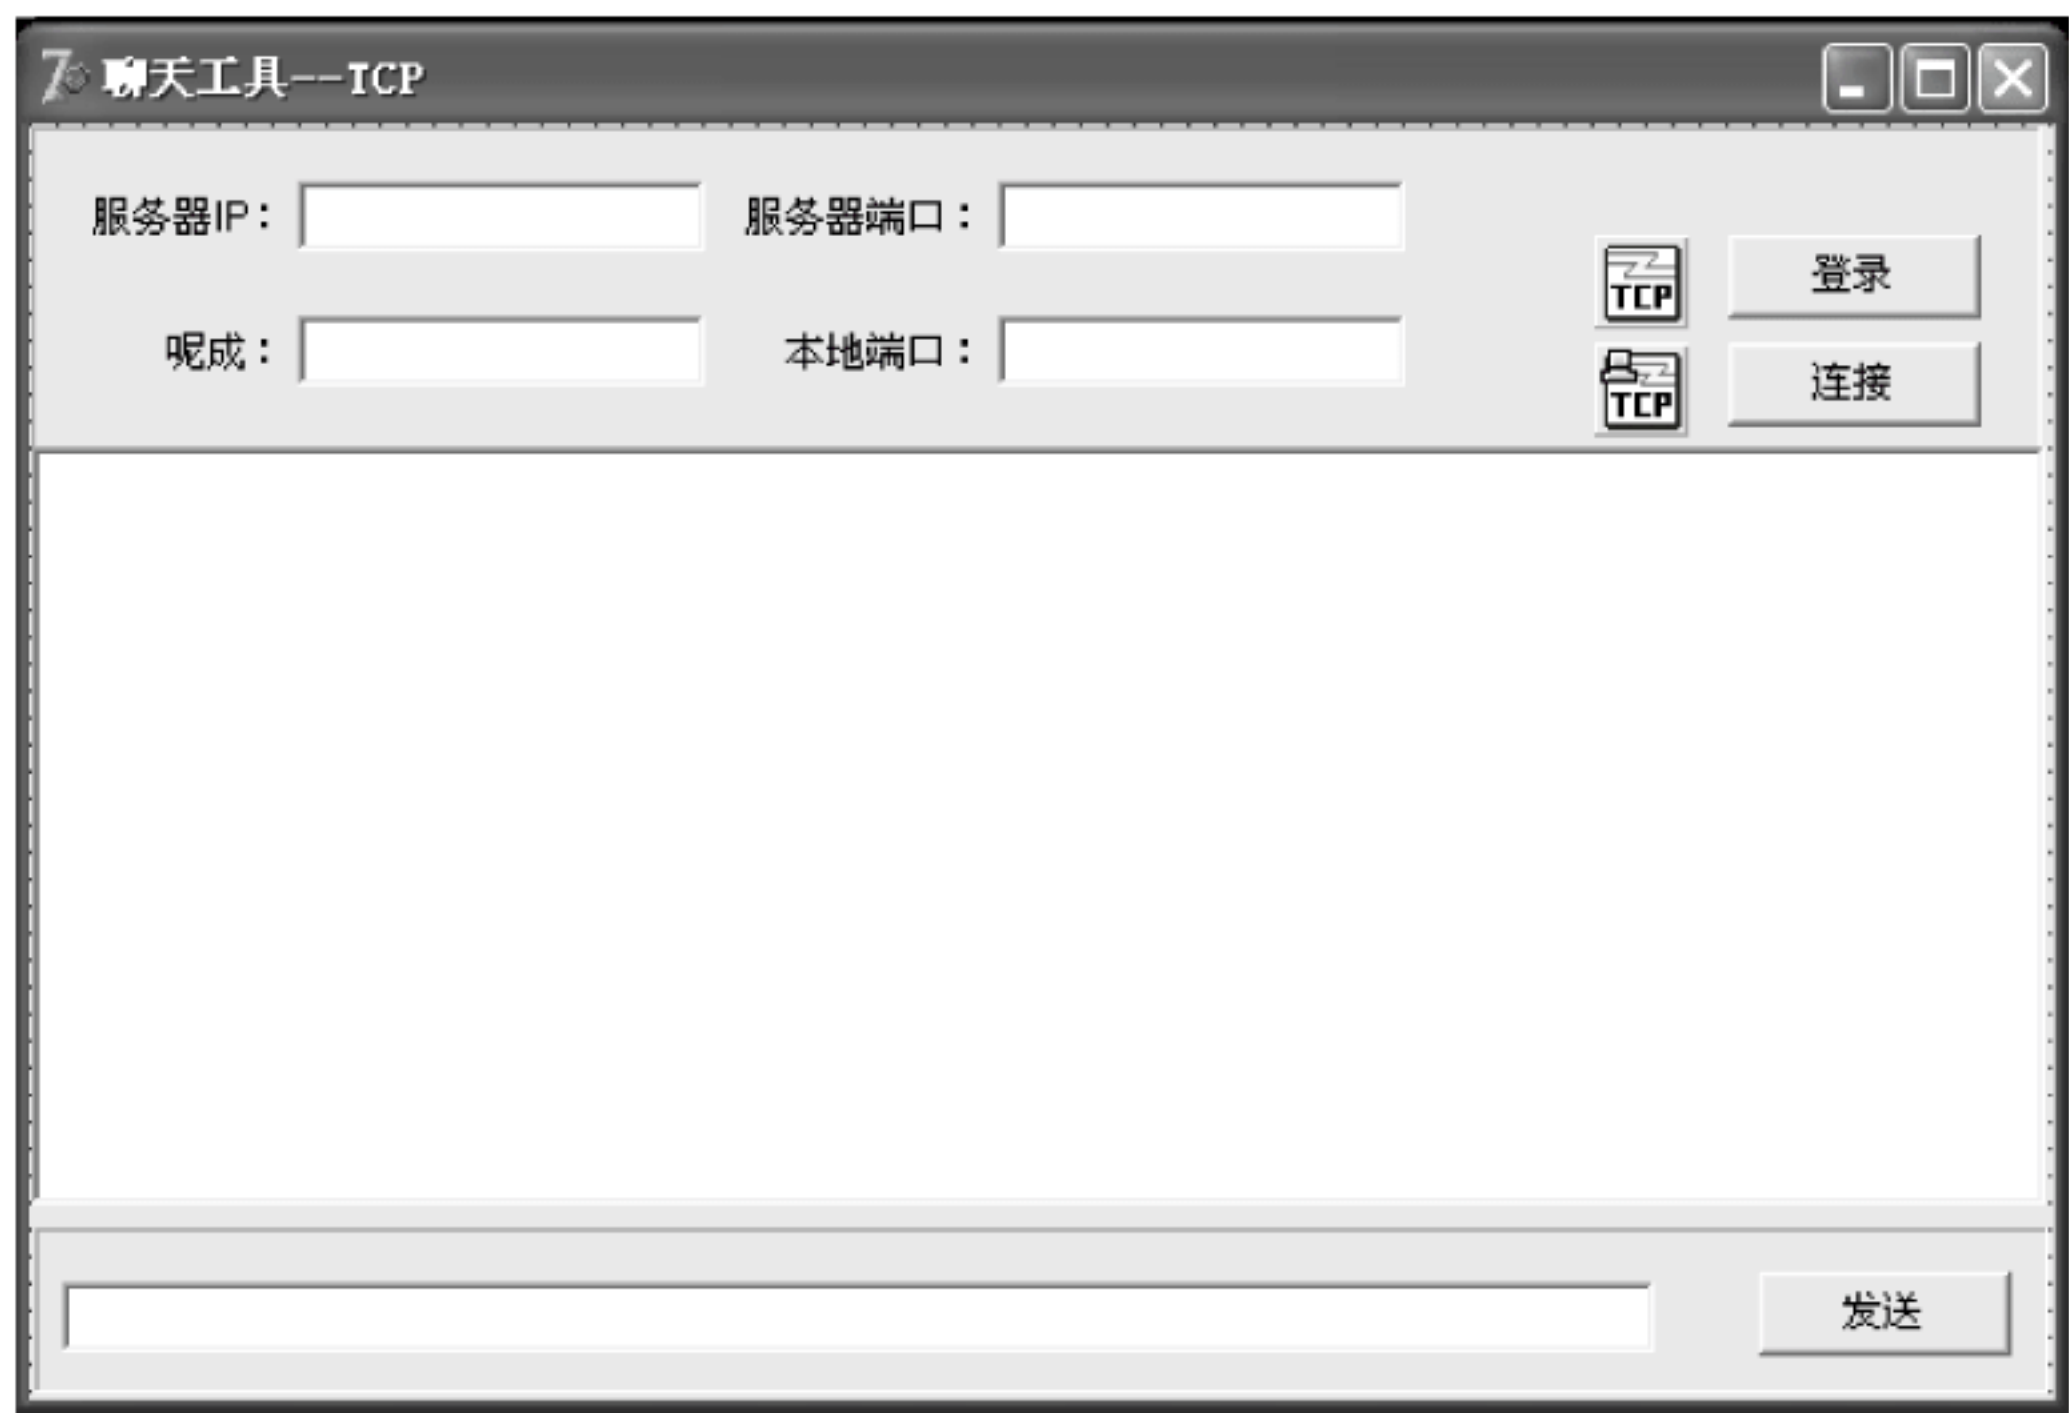 聊天工具--TCP
服务器IP： 服务器端口：
TCP 登录
呢成： 本地端口：
TCP 连接
发送